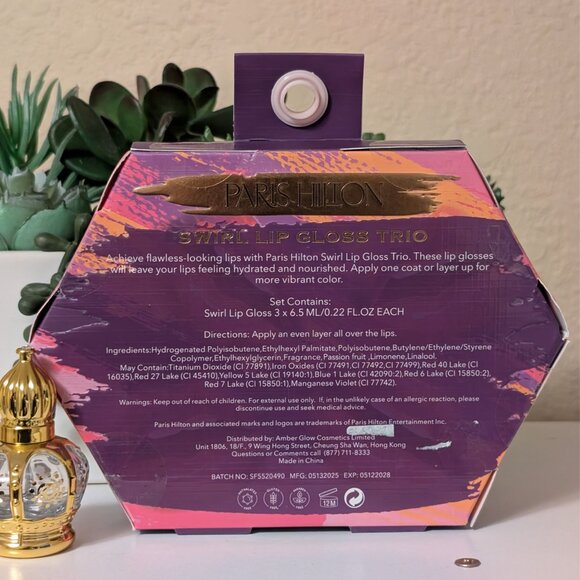 PARIS HILTON
SWIRL LIP GLOSS TRIO
Achieve flawless-looking lips with Paris Hilton Swirl Lip Gloss Trio. These lip glosses
will leave your lips feeling hydrated and nourished. Apply one coat or layer up for
more vibrant color.
Set Contains:
Swirl Lip Gloss 3 x 6.5 ML/0.22 FL.OZ EACH
Directions: Apply an even layer all over the lips.
Ingredients:Hydrogenated Polyisobutene,Ethylhexyl Palmitate,Polyisobutene,Butylene/Ethylene/Styrene
Copolymer,Ethylhexylglycerin,Fragrance,Passion fruit ,Limonene,Linalool.
May Contain:Titanium Dioxide (CI 77891),Iron Oxides (CI 77491,CI 77492,CI 77499),Red 40 Lake (CI
16035),Red 27 Lake (CI 45410),Yellow 5 Lake (CI 19140:1),Blue 1 Lake (CI 42090:2),Red 6 Lake (CI 15850:2),
Red 7 Lake (CI 15850:1),Manganese Violet (CI 77742).
Warnings: Keep out of reach of children. For external use only. If, in the unlikely case of an allergic reaction, please
discontinue use and seek medical advice.
Paris Hilton and associated marks and logos are trademarks of Paris Hilton Entertainment Inc.
Distributed by: Amber Glow Cosmetics Limited
Unit 1806, 18/F., 9 Wing Hong Street, Cheung Sha Wan, Hong Kong
Questions or Comments call (877) 711-8333
Made in China
BATCH NO: SFS520490 MFG: 05132025 EXP: 05122028
12M